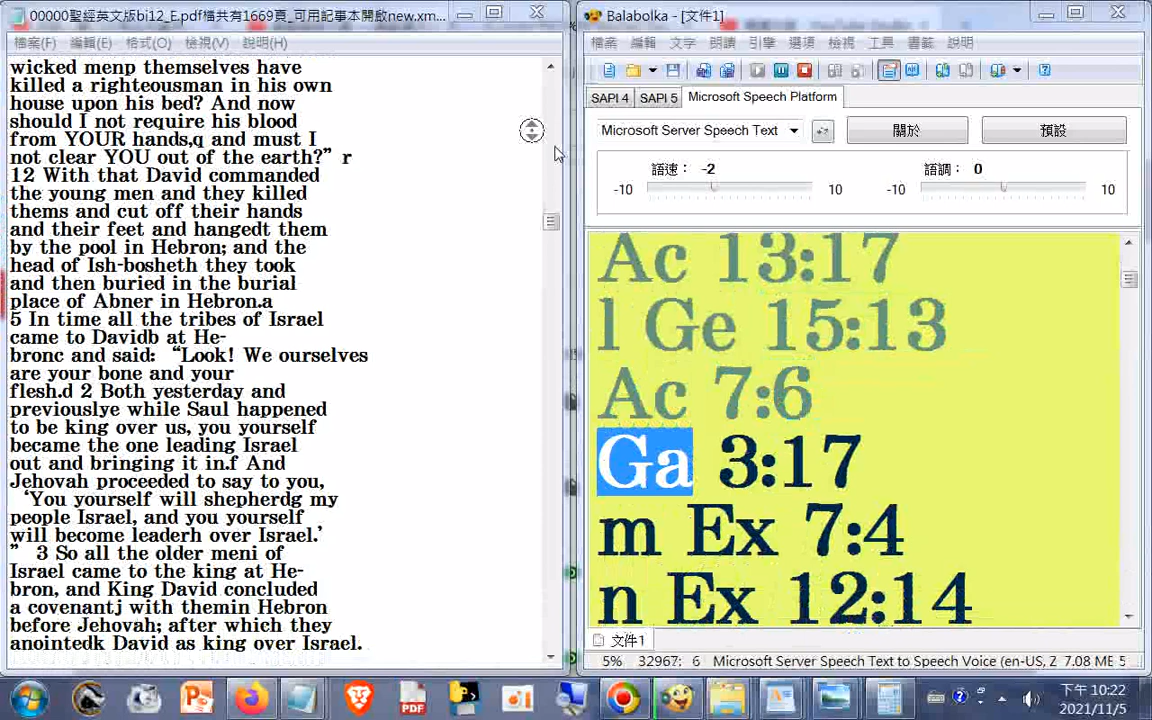 00000聖經英文版bi12_E.pdf檔共有1669頁_可用記事本開啟new.xm...
檔案(F) 編輯(E) 格式(O) 檢視(V) 說明(H)
wicked menp themselves have
killed a righteousman in his own
house upon his bed? And now
should I not require his blood
from YOUR hands,q and must I
not clear YOU out of the earth?” r
12 With that David commanded
the young men and they killed
thems and cut off their hands
and their feet and hangedt them
by the pool in Hebron; and the
head of Ish-bosheth they took
and then buried in the burial
place of Abner in Hebron.a
5 In time all the tribes of Israel
came to Davidb at He-
bronc and said: “Look! We ourselves
are your bone and your
flesh.d 2 Both yesterday and
previouslye while Saul happened
to be king over us, you yourself
became the one leading Israel
out and bringing it in.f And
Jehovah proceeded to say to you,
‘You yourself will shepherdg my
people Israel, and you yourself
will become leaderh over Israel.’
” 3 So all the older meni of
Israel came to the king at He-
bron, and King David concluded
a covenantj with themin Hebron
before Jehovah; after which they
anointedk David as king over Israel.
Balabolka - [文件1]
檔案 編輯 文字 朗讀 引擎 選項 檢視 工具 書籤 說明
SAPI 4 SAPI 5 Microsoft Speech Platform
Microsoft Server Speech Text 關於 預設
語速: -2 語調: 0
-10 10 -10 10
Ac 13:17
l Ge 15:13
Ac 7:6
Ga 3:17
m Ex 7:4
n Ex 12:14
文件1
5% 32967: 6 Microsoft Server Speech Text to Speech Voice (en-US, Z 7.08 MB 5
PDF
下午 10:22
2021/11/5